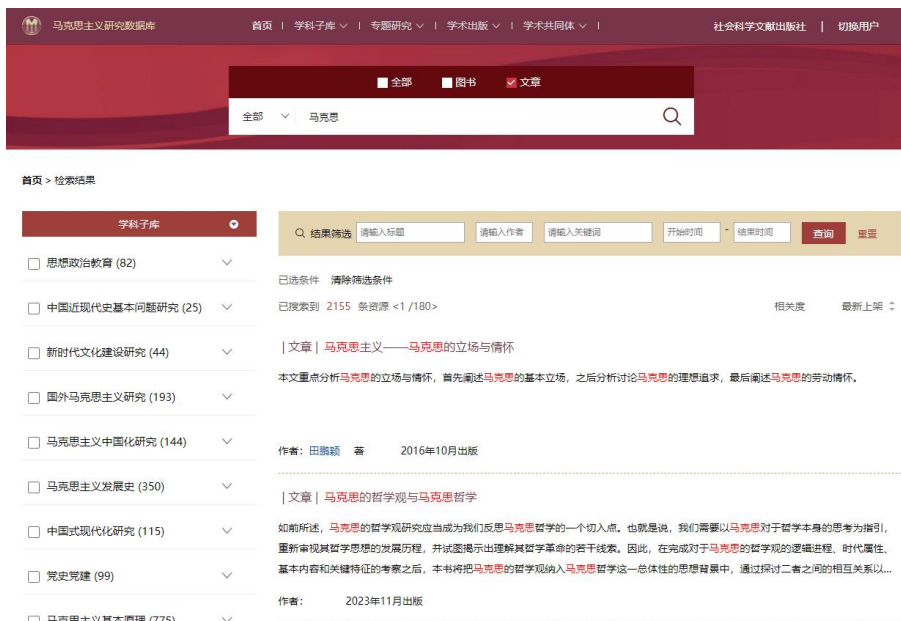 马克思主义研究数据库 首页 | 学科子库 | 专题研究 | 学术出版 | 学术共同体 | 社会科学文献出版社 | 切换用户
全部 图书 文章
全部 马克思
首页 > 检索结果
学科子库
思想政治教育 (82)
中国近现代史基本问题研究 (25)
新时代文化建设研究 (44)
国外马克思主义研究 (193)
马克思主义中国化研究 (144)
马克思主义发展史 (350)
中国式现代化研究 (115)
党史党建 (99)
马克思主义基本原理 (775)
结果筛选 请输入标题 请输入作者 请输入关键词 开始时间 - 结束时间 查询 重置
已选条件 清除筛选条件
已搜索到 2155 条资源 <1 /180> 相关度 最新上架
|文章| 马克思主义——马克思的立场与情怀
本文重点分析马克思的立场与情怀，首先阐述马克思的基本立场，之后分析讨论马克思的理想追求，最后阐述马克思的劳动情怀。
作者：田鹏颖 著 2016年10月出版
|文章| 马克思的哲学观与马克思哲学
如前所述，马克思的哲学观研究应当成为我们反思马克思哲学的一个切入点。也就是说，我们需要以马克思对于哲学本身的思考为指引，
重新审视其哲学思想的发展历程，并试图揭示出理解其哲学革命的若干线索。因此，在完成对于马克思的哲学观的逻辑进程、时代属性、
基本内容和关键特征的考察之后，本书将把马克思的哲学观纳入马克思哲学这一总体性的思想背景中，通过探讨二者之间的相互关系以...
作者： 2023年11月出版